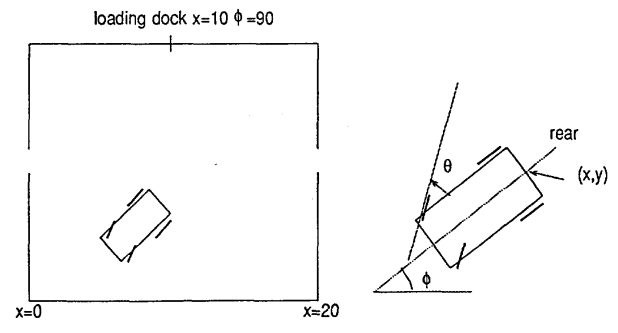 loading dock x=10 ϕ=90
rear
θ
(x,y)
ϕ
x=0
x=20